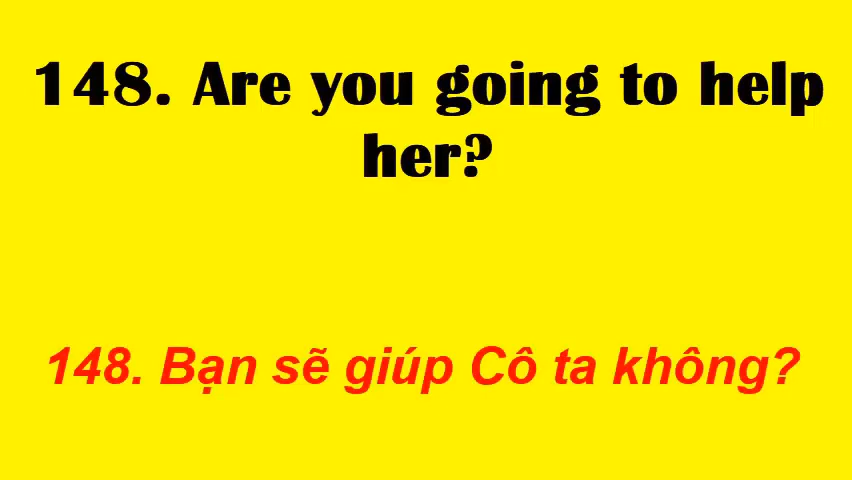 148. Are you going to help
her?
148. Bạn sẽ giúp Cô ta không?